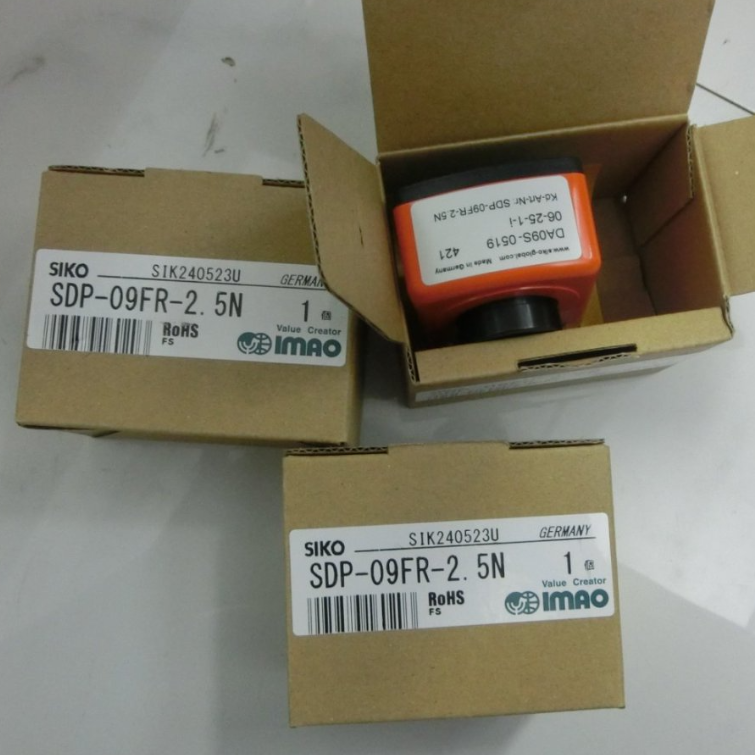 SIKO SIK240523U GERMANY
SDP-09FR-2.5N 1個
RoHS Value Creator
FS IMAO
www.siko-global.com Made in Germany
DA09S-0519 421
06-25-1-i
Kd-Art-Nr SDP-09FR-2.5N
SIKO SIK240523U GERMANY
SDP-09FR-2.5N 1個
Value Creator
RoHS IMAO
FS